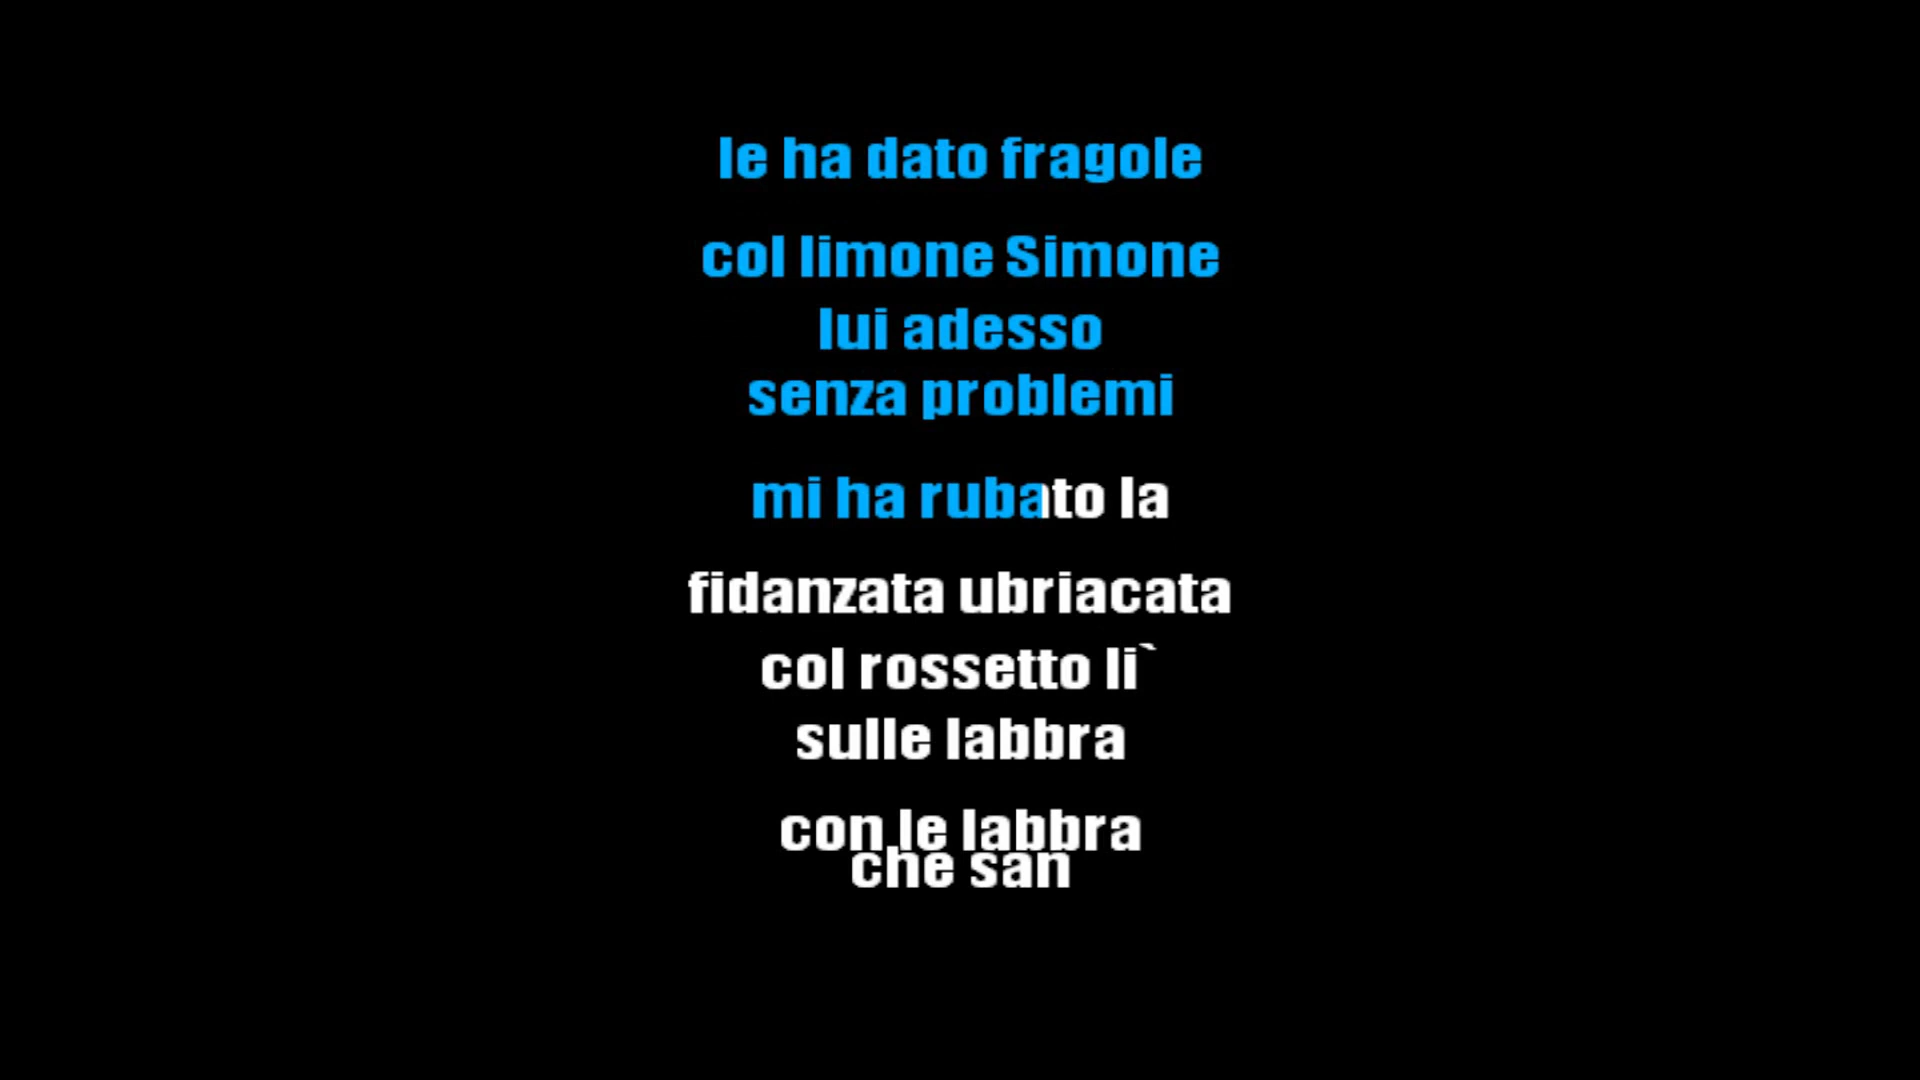 le ha dato fragole
col limone Simone
lui adesso
senza problemi
mi ha rubato la
fidanzata ubriacata
col rossetto li`
sulle labbra
con le labbra
che san